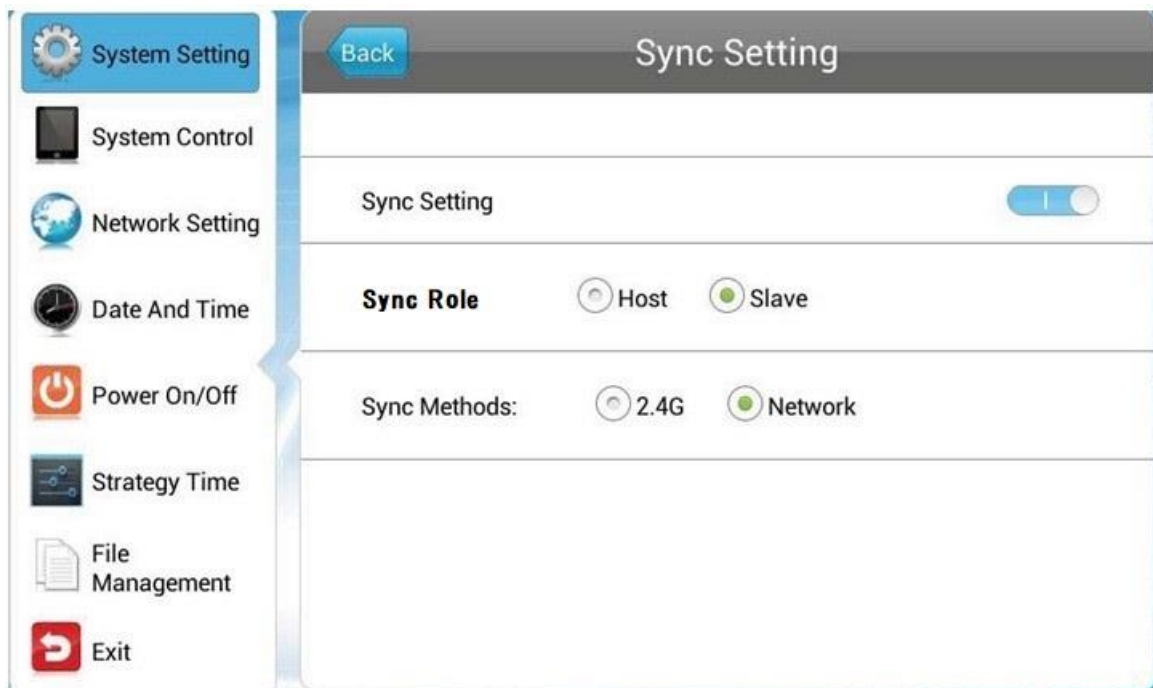 System Setting
System Control
Network Setting
Date And Time
Power On/Off
Strategy Time
File
Management
Exit
Back
Sync Setting
Sync Setting
Sync Role Host Slave
Sync Methods: 2.4G Network